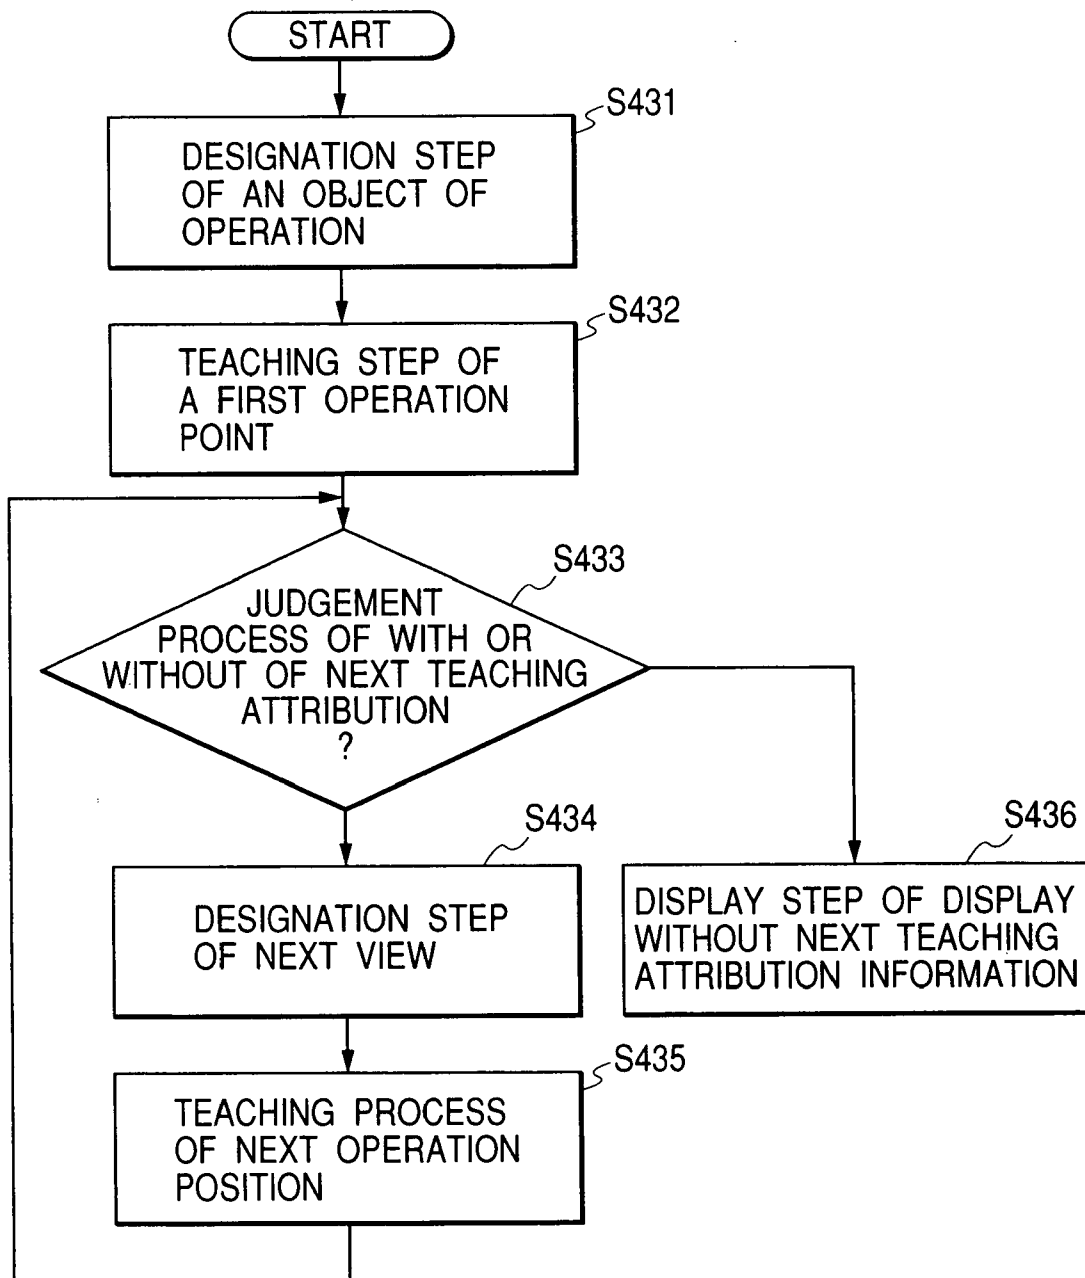 START
S431
DESIGNATION STEP
OF AN OBJECT OF
OPERATION
S432
TEACHING STEP OF
A FIRST OPERATION
POINT
S433
JUDGEMENT
PROCESS OF WITH OR
WITHOUT OF NEXT TEACHING
ATTRIBUTION
?
S434
DESIGNATION STEP
OF NEXT VIEW
S436
DISPLAY STEP OF DISPLAY
WITHOUT NEXT TEACHING
ATTRIBUTION INFORMATION
S435
TEACHING PROCESS
OF NEXT OPERATION
POSITION